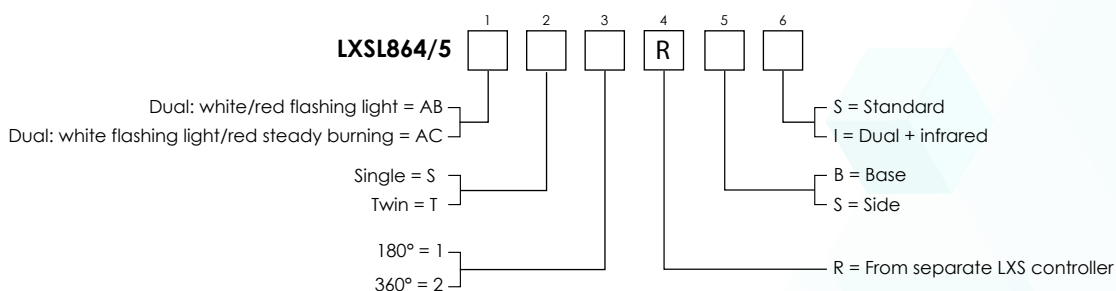 1 2 3 4 5 6
LXSL864/5 R
Dual: white/red flashing light = AB
Dual: white flashing light/red steady burning = AC
Single = S
Twin = T
180° = 1
360° = 2
S = Standard
I = Dual + infrared
B = Base
S = Side
R = From separate LXS controller